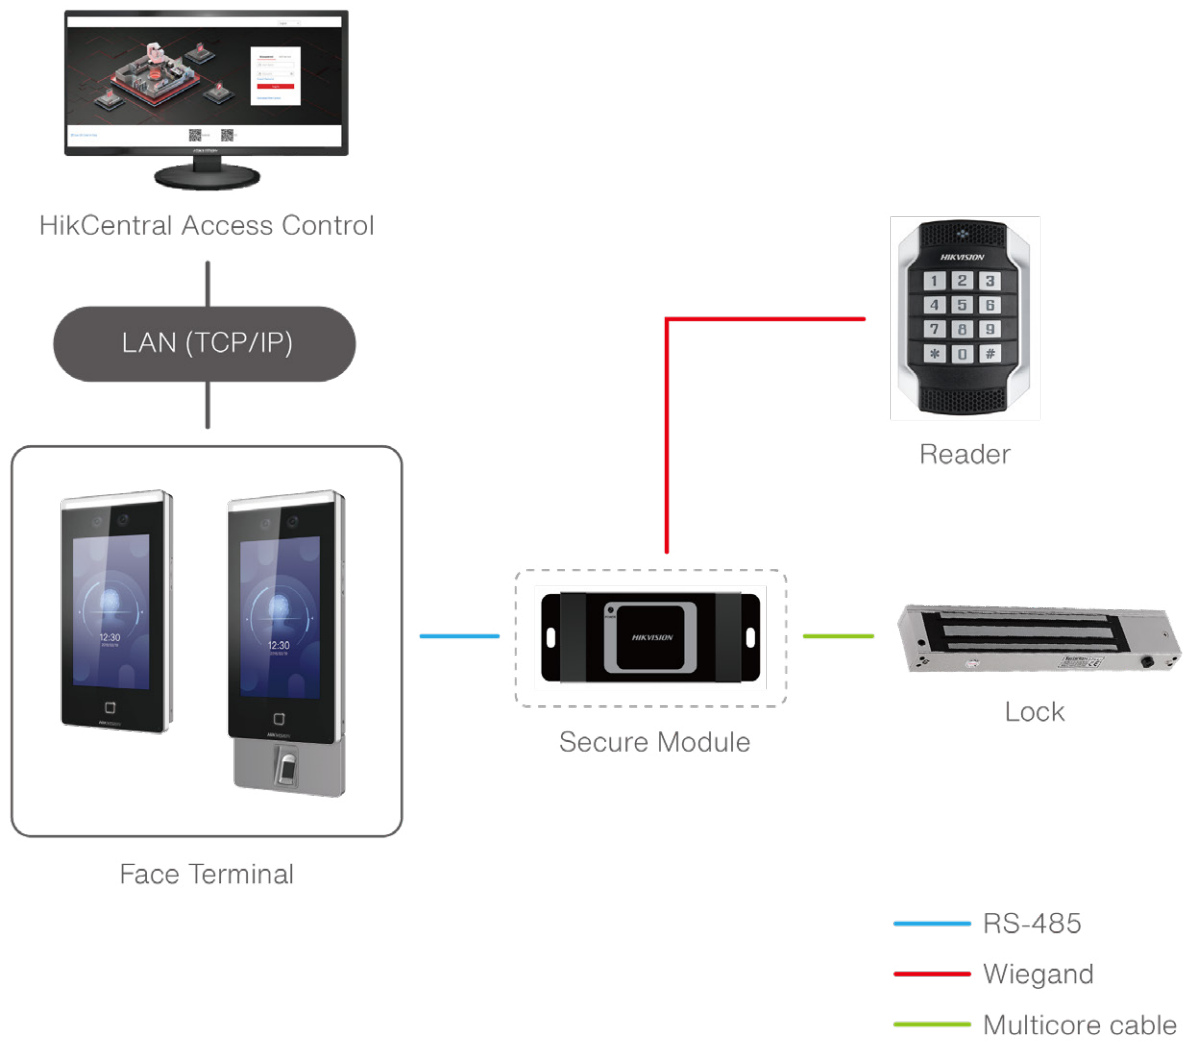 HIKVISION
HikCentral Access Control
LAN (TCP/IP)
HIKVISION
1 2 3
4 5 6
7 8 9
* 0 #
Reader
12:30
12:30
HIKVISION
Lock
Secure Module
Face Terminal
RS-485
Wiegand
Multicore cable